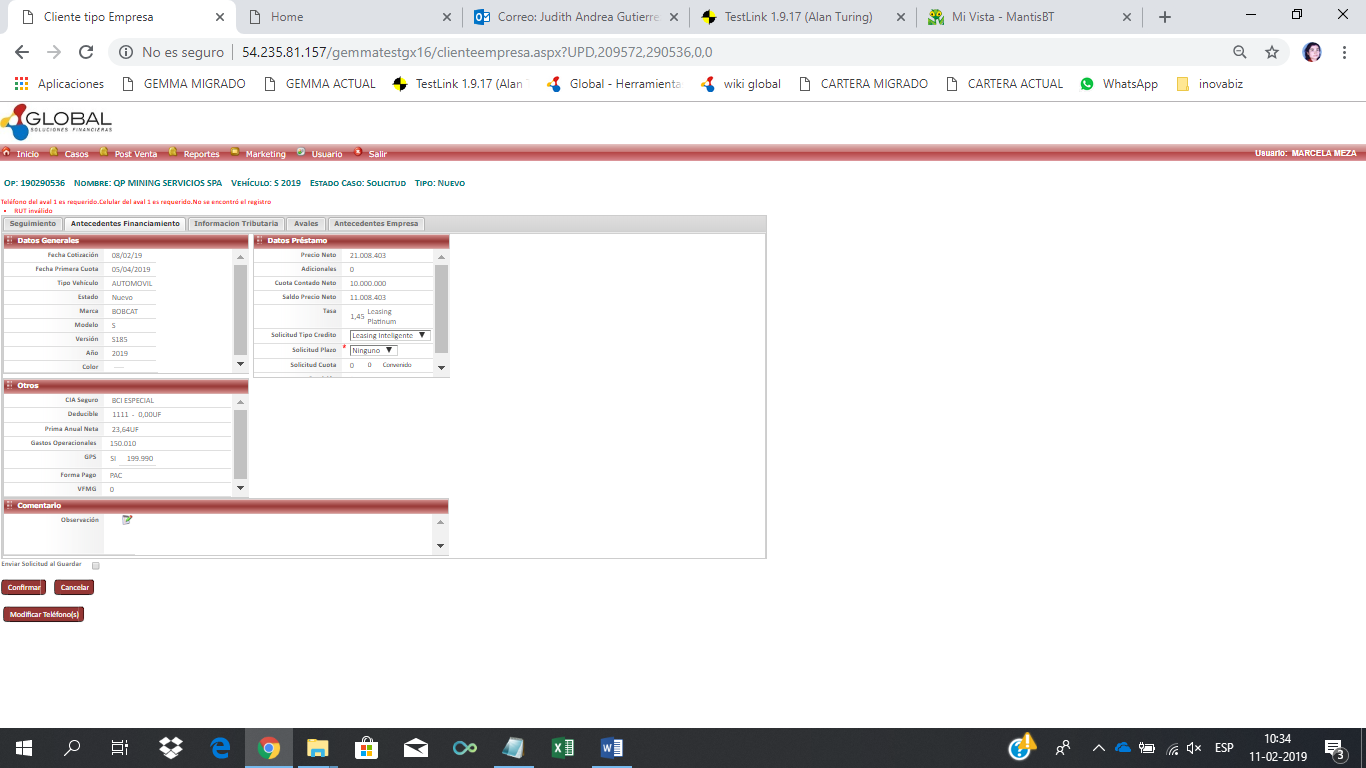 Cliente tipo Empresa
Home
Correo: Judith Andrea Gutierre
TestLink 1.9.17 (Alan Turing)
Mi Vista - MantisBT
No es seguro | 54.235.81.157/gemmatestgx16/clienteempresa.aspx?UPD,209572,290536,0,0
Aplicaciones
GEMMA MIGRADO
GEMMA ACTUAL
TestLink 1.9.17 (Alan
Global - Herramienta
wiki global
CARTERA MIGRADO
CARTERA ACTUAL
WhatsApp
inovabiz
GLOBAL
SOLUCIONES FINANCIERAS
Inicio Casos Post Venta Reportes Marketing Usuario Salir
Usuario: MARCELA MEZA
Op: 190290536 Nombre: QP MINING SERVICIOS SPA Vehículo: S 2019 Estado Caso: Solicitud Tipo: Nuevo
Teléfono del aval 1 es requerido.Celular del aval 1 es requerido.No se encontró el registro
• RUT inválido
Seguimiento
Antecedentes Financiamiento
Informacion Tributaria
Avales
Antecedentes Empresa
Datos Generales
Fecha Cotización 08/02/19
Fecha Primera Cuota 05/04/2019
Tipo Vehículo AUTOMOVIL
Estado Nuevo
Marca BOBCAT
Modelo S
Versión S185
Año 2019
Color ----
Datos Préstamo
Precio Neto 21.008.403
Adicionales 0
Cuota Contado Neto 10.000.000
Saldo Precio Neto 11.008.403
Tasa 1,45 Leasing Platinum
Solicitud Tipo Credito Leasing Inteligente
Solicitud Plazo * Ninguno
Solicitud Cuota 0 0 Convenido
Otros
CIA Seguro BCI ESPECIAL
Deducible 1111 - 0,00UF
Prima Anual Neta 23,64UF
Gastos Operacionales 150.010
GPS SI 199.990
Forma Pago PAC
VFMG 0
Comentario
Observación
Enviar Solicitud al Guardar
Confirmar
Cancelar
Modificar Teléfono(s)
ESP
10:34
11-02-2019
3